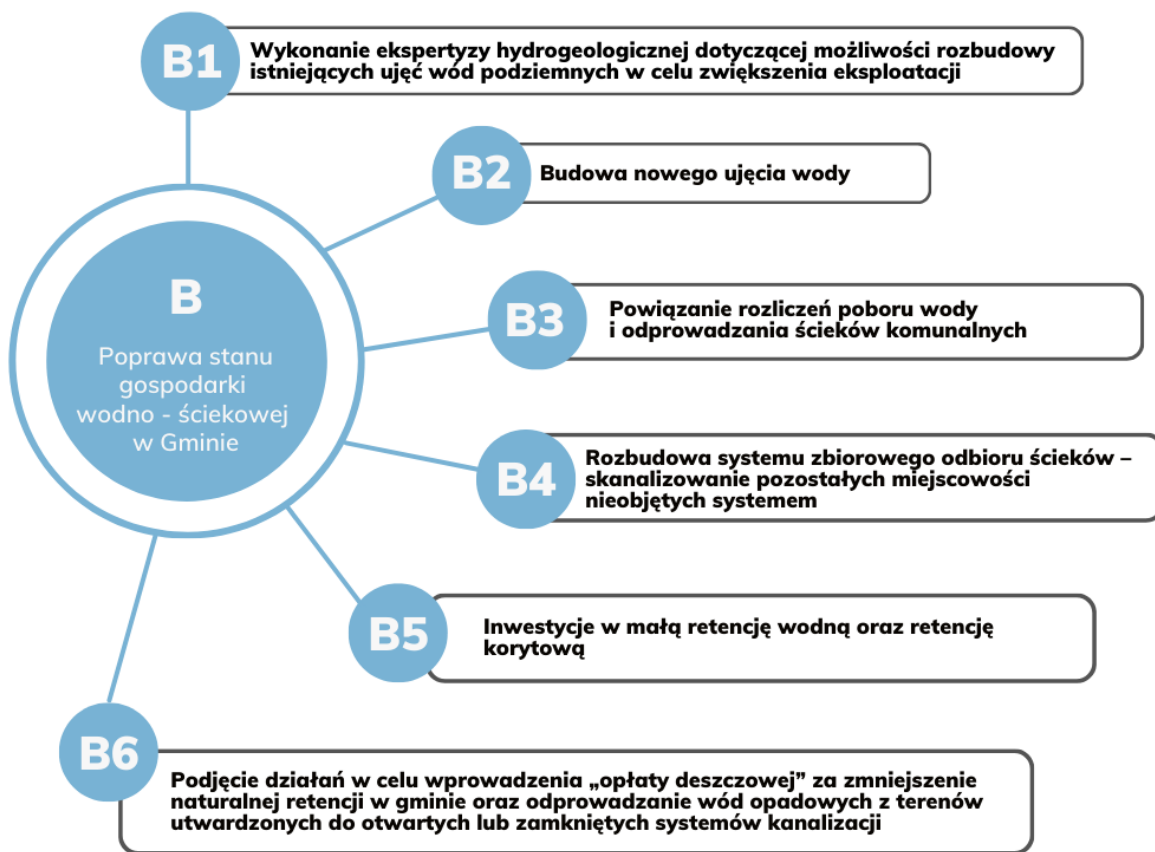 B1
Wykonanie ekspertyzy hydrogeologicznej dotyczącej możliwości rozbudowy
istniejących ujęć wód podziemnych w celu zwiększenia eksploatacji
B2
Budowa nowego ujęcia wody
B
Poprawa stanu
gospodarki
wodno - ściekowej
w Gminie
B3
Powiązanie rozliczeń poboru wody
i odprowadzania ścieków komunalnych
B4
Rozbudowa systemu zbiorowego odbioru ścieków –
skanalizowanie pozostałych miejscowości
nieobjętych systemem
B5
Inwestycje w małą retencję wodną oraz retencję
korytową
B6
Podjęcie działań w celu wprowadzenia „opłaty deszczowej” za zmniejszenie
naturalnej retencji w gminie oraz odprowadzanie wód opadowych z terenów
utwardzonych do otwartych lub zamkniętych systemów kanalizacji